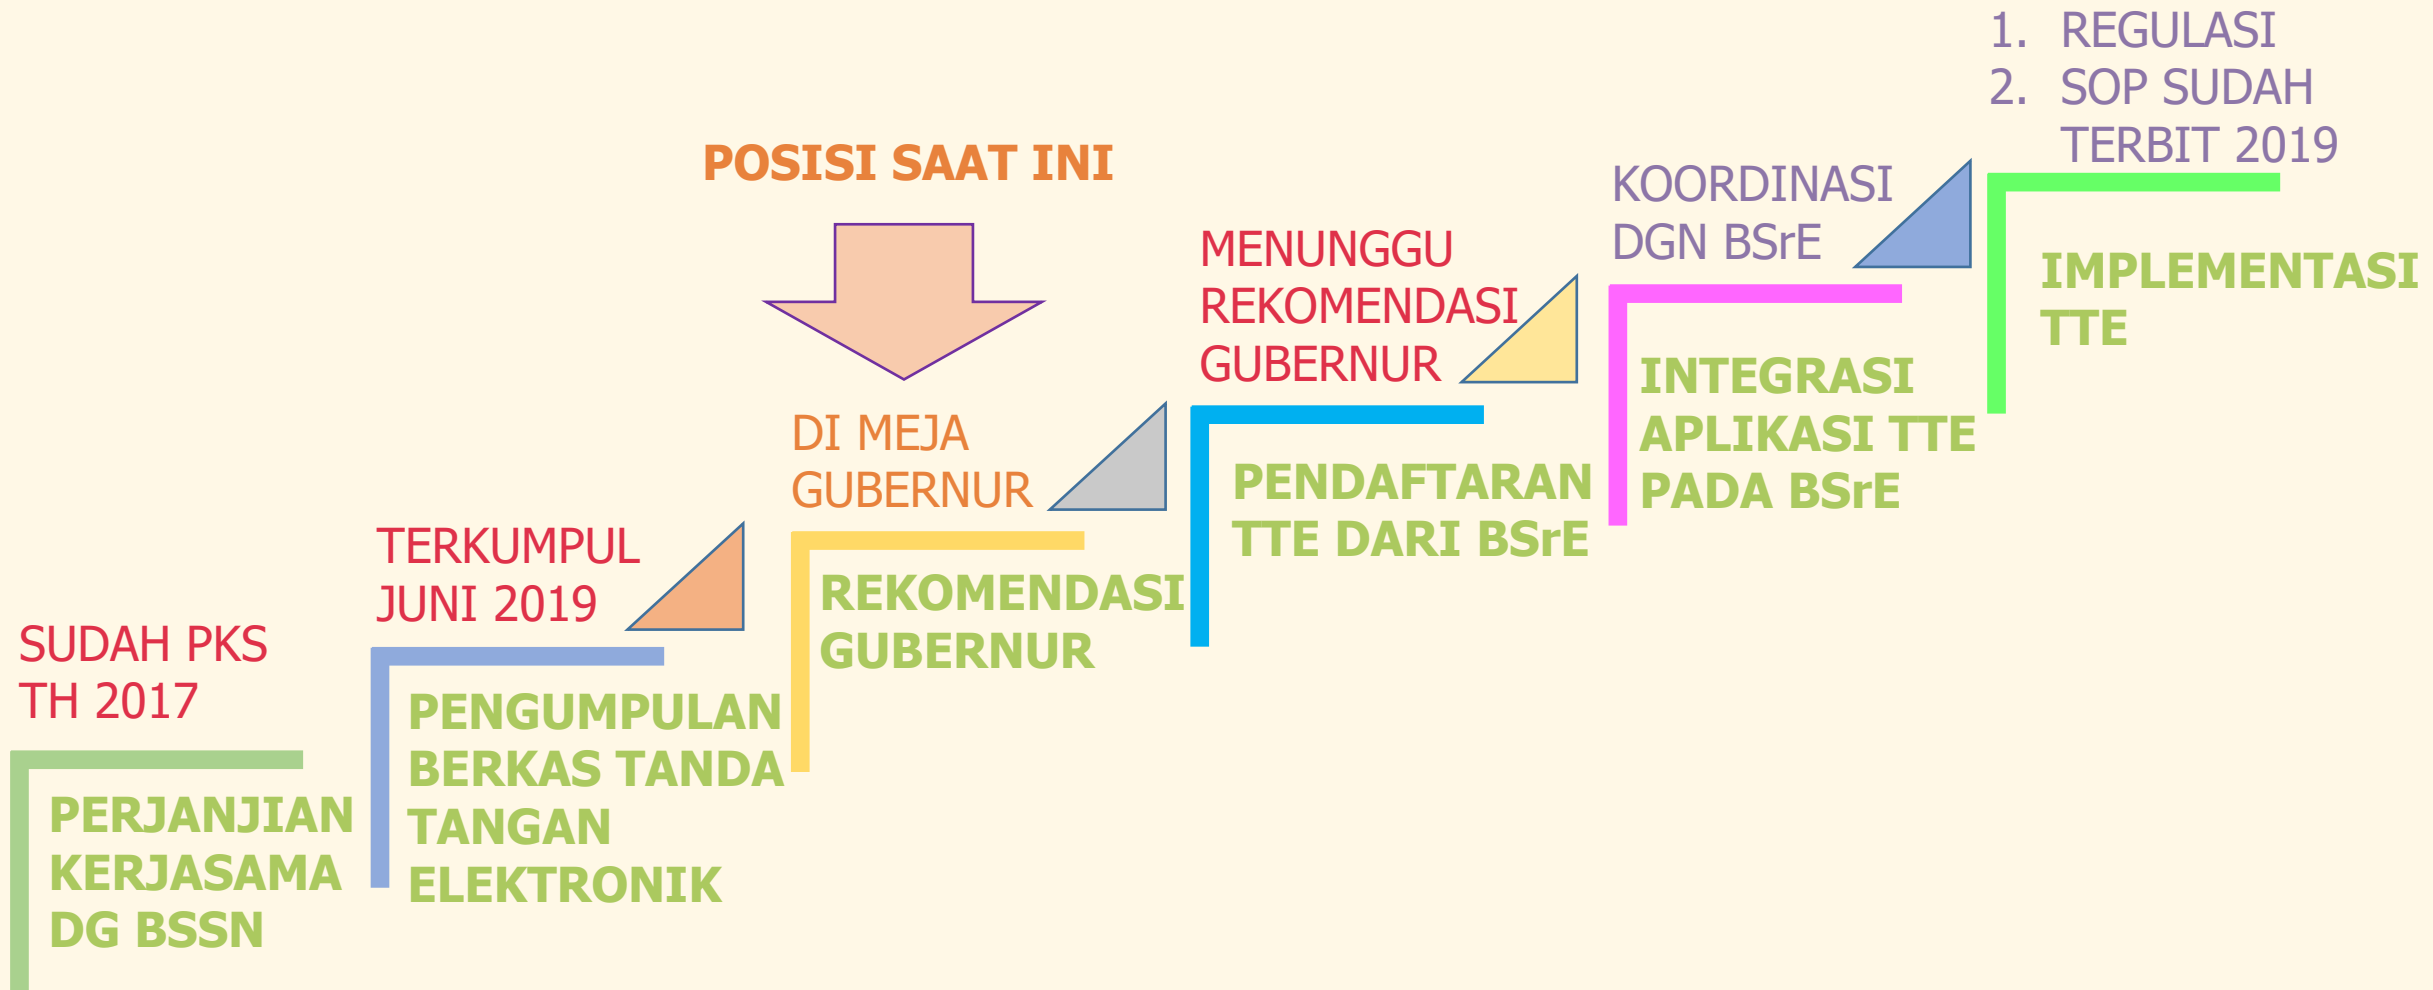 SUDAH PKS
TH 2017
PERJANJIAN
KERJASAMA
DG BSSN
TERKUMPUL
JUNI 2019
PENGUMPULAN
BERKAS TANDA
TANGAN
ELEKTRONIK
POSISI SAAT INI
DI MEJA
GUBERNUR
REKOMENDASI
GUBERNUR
MENUNGGU
REKOMENDASI
GUBERNUR
PENDAFTARAN
TTE DARI BSrE
KOORDINASI
DGN BSrE
INTEGRASI
APLIKASI TTE
PADA BSrE
1. REGULASI
2. SOP SUDAH
TERBIT 2019
IMPLEMENTASI
TTE